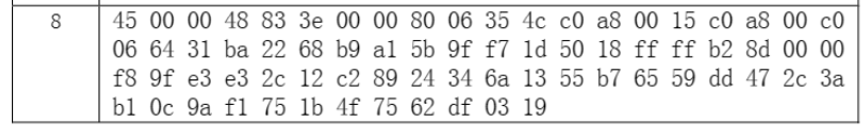 8
45 00 00 48 83 3e 00 00 80 06 35 4c c0 a8 00 15 c0 a8 00 c0
06 64 31 ba 22 68 b9 a1 5b 9f f7 1d 50 18 ff ff b2 8d 00 00
f8 9f e3 e3 2c 12 c2 89 24 34 6a 13 55 b7 65 59 dd 47 2c 3a
b1 0c 9a f1 75 1b 4f 75 62 df 03 19